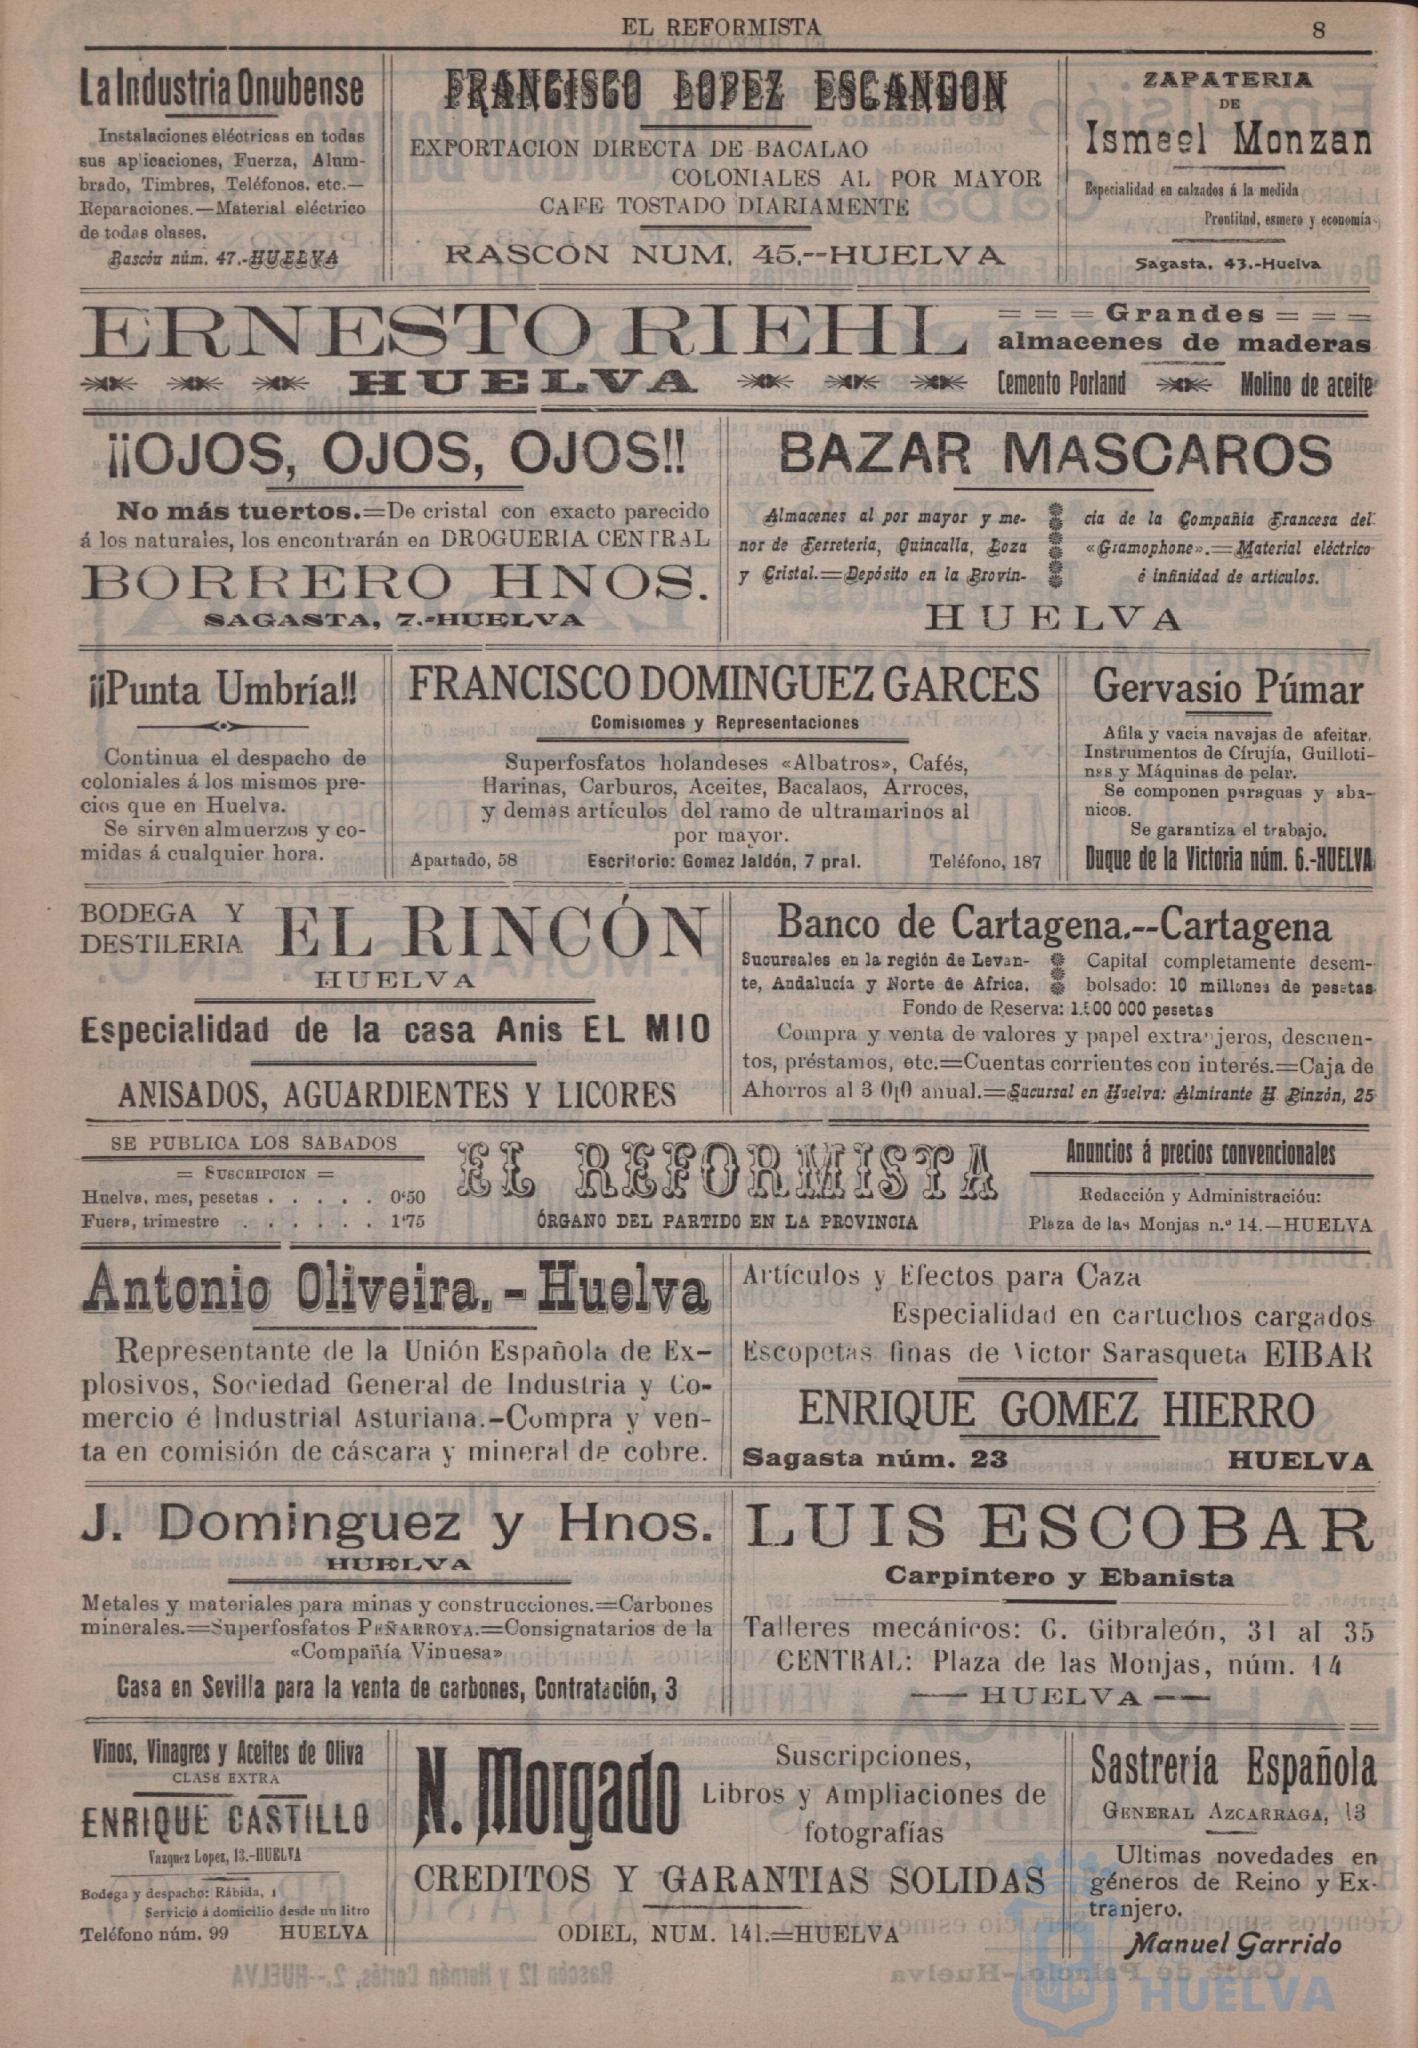 EL REFORMISTA
8
La Industria Onubense
Instalaciones eléctricas en todas
sus aplicaciones, Fuerza, Alum-
brado, Timbres, Teléfonos. etc.—
Reparaciones.—Material eléctrico
de todas clases.
Rascón núm. 47.-HUELVA
FRANCISCO LOPEZ ESCANDON
EXPORTACION DIRECTA DE BACALAO
COLONIALES AL POR MAYOR
CAFE TOSTADO DIARIAMENTE
RASCON NUM. 45.--HUELVA
ZAPATERIA
DE
Ismael Monzan
Especialidad en calzados á la medida
Prontitnd, esmero y economía
Sagasta. 43.-Huelva
ERNESTO RIEHL
HUELVA
= = = Grandes = = =
almacenes de maderas
Cemento Porland
Molino de aceite
¡¡OJOS, OJOS, OJOS!!
No más tuertos.=De cristal con exacto parecido
á los naturales, los encontrarán en DROGUERIA CENTRAL
BORRERO HNOS.
SAGASTA, 7.-HUELVA
BAZAR MASCAROS
Almacenes al por mayor y me-
nor de Ferretería, Quincalla, Loza
y Cristal.=Depósito en la Provin-
cia de la Compañia Francesa del
«Gramophone».=Material eléctrico
é infinidad de articulos.
HUELVA
¡¡Punta Umbría!!
Continua el despacho de
coloniales á los mismos pre-
cios que en Huelva.
Se sirven almuerzos y co-
midas á cualquier hora.
FRANCISCO DOMINGUEZ GARCES
Comisiomes y Representaciones
Superfosfatos holandeses «Albatros», Cafés,
Harinas, Carburos, Aceites, Bacalaos, Arroces,
y demás artículos del ramo de ultramarinos al
por mayor.
Apartado, 58
Escritorio: Gomez Jaldón, 7 pral.
Teléfono, 187
Gervasio Púmar
Afila y vacia navajas de afeitar.
Instrumentos de Círujía, Guilloti-
nas y Máquinas de pelar.
Se componen paraguas y aba-
nicos.
Se garantiza el trabajo.
Duque de la Victoria núm. 6.-HUELVA
BODEGA Y
DESTILERIA
EL RINCÓN
HUELVA
Especialidad de la casa Anis EL MIO
ANISADOS, AGUARDIENTES Y LICORES
Banco de Cartagena.--Cartagena
Sucursales en la región de Levan-
te, Andalucía y Norte de Africa.
Capital completamente desem-
bolsado: 10 millones de pesetas
Fondo de Reserva: 1.500 000 pesetas
Compra y venta de valores y papel extranjeros, descuen-
tos, préstamos, etc.=Cuentas corrientes con interés.=Caja de
Ahorros al 3 0¡0 anual.=Sucursal en Huelva: Almirante H Pinzón, 25
SE PUBLICA LOS SABADOS
= SUSCRIPCION =
Huelva, mes, pesetas . . . . . 0'50
Fuera, trimestre . . . . . . 1'75
EL REFORMISTA
ÓRGANO DEL PARTIDO EN LA PROVINCIA
Anuncios á precios convencionales
Redacción y Administracióu:
Plaza de las Monjas n.º 14.—HUELVA
Antonio Oliveira.-Huelva
Representante de la Unión Española de Ex-
plosivos, Sociedad General de Industria y Co-
mercio é Industrial Asturiana.-Compra y ven-
ta en comisión de cáscara y mineral de cobre.
Artículos y Efectos para Caza
Especialidad en cartuchos cargados
Escopetas finas de Victor Sarasqueta EIBAR
ENRIQUE GOMEZ HIERRO
Sagasta núm. 23
HUELVA
J. Dominguez y Hnos.
HUELVA
Metales y materiales para minas y construcciones.=Carbones
minerales.=Superfosfatos PEÑARROYA.=Consignatarios de la
«Compañía Vinuesa»
Casa en Sevilla para la venta de carbones, Contratación, 3
LUIS ESCOBAR
Carpintero y Ebanista
Talleres mecánicos: C. Gibraleón, 31 al 35
CENTRAL: Plaza de las Monjas, núm. 14
— HUELVA —
Vinos, Vinagres y Aceites de Oliva
CLASE EXTRA
ENRIQUE CASTILLO
Vazquez Lopez, 13.-HUELVA
Bodega y despacho: Rábida, 1
Servicio á domicilio desde un litro
Teléfono núm. 99
HUELVA
N. Morgado
Suscripciones,
Libros y Ampliaciones de
fotografías
CREDITOS Y GARANTIAS SOLIDAS
ODIEL, NUM. 141.=HUELVA
Sastrería Española
GENERAL AZCARRAGA, 13
Ultimas novedades en
géneros de Reino y Ex-
tranjero.
Manuel Garrido
HUELVA